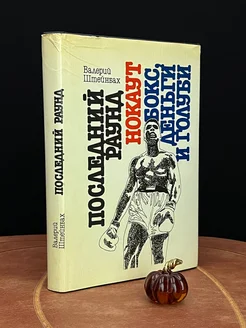 Валерий
Штейнбах
ПОСЛЕДНИЙ
РАУНД
НОКАУТ
БОКС,
ДЕНЬГИ
И ГОЛУБИ
ПОСЛЕДНИЙ РАУНД
Валерий
Штейнбах